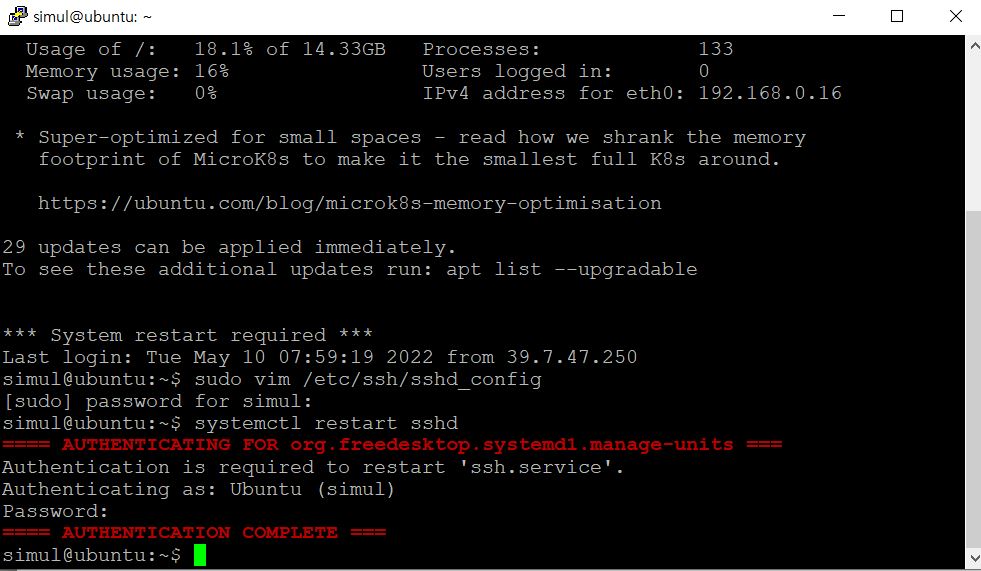 simul@ubuntu: ~
Usage of /: 18.1% of 14.33GB Processes: 133
Memory usage: 16% Users logged in: 0
Swap usage: 0% IPv4 address for eth0: 192.168.0.16
* Super-optimized for small spaces - read how we shrank the memory
footprint of MicroK8s to make it the smallest full K8s around.
https://ubuntu.com/blog/microk8s-memory-optimisation
29 updates can be applied immediately.
To see these additional updates run: apt list --upgradable
*** System restart required ***
Last login: Tue May 10 07:59:19 2022 from 39.7.47.250
simul@ubuntu:~$ sudo vim /etc/ssh/sshd_config
[sudo] password for simul:
simul@ubuntu:~$ systemctl restart sshd
==== AUTHENTICATING FOR org.freedesktop.systemd1.manage-units ===
Authentication is required to restart 'ssh.service'.
Authenticating as: Ubuntu (simul)
Password:
==== AUTHENTICATION COMPLETE ===
simul@ubuntu:~$